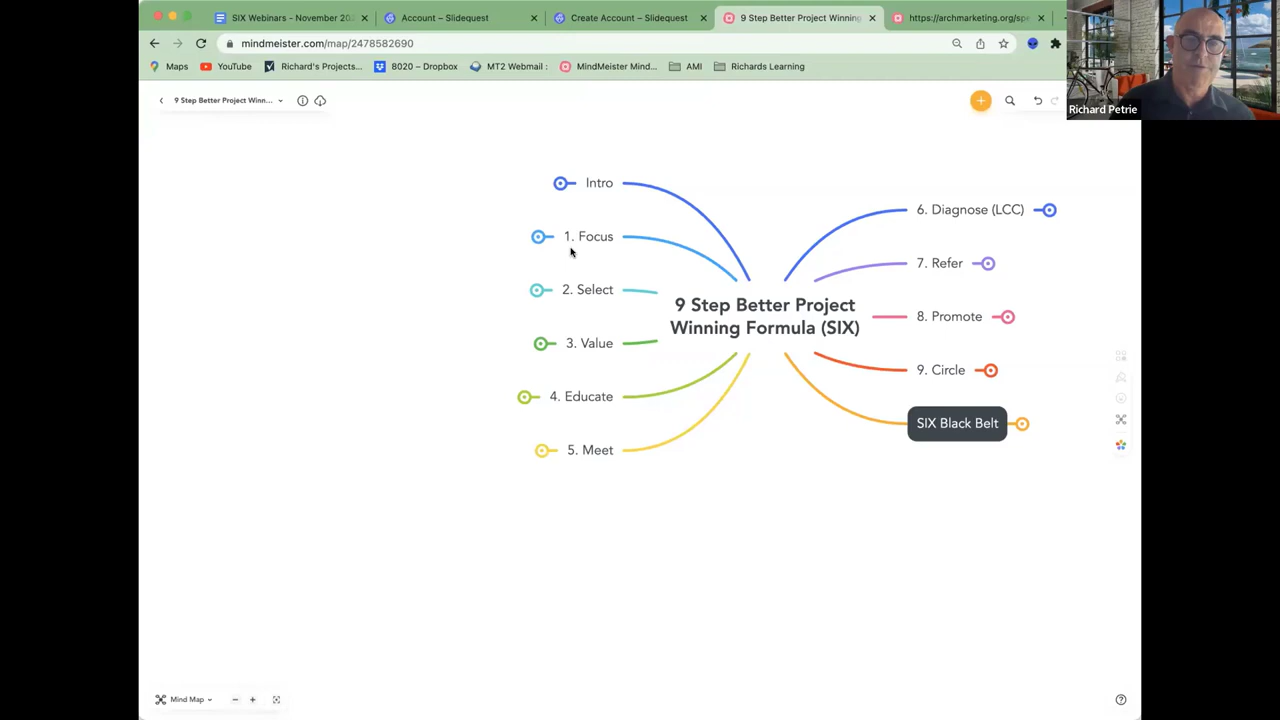 SIX Webinars - November 202
Account – Slidequest
Create Account – Slidequest
9 Step Better Project Winning
https://archmarketing.org/spe
mindmeister.com/map/2478582690
Maps
YouTube
Richard's Projects...
8020 – Dropbox
MT2 Webmail :
MindMeister Mind...
AMI
Richards Learning
Richard Petrie
9 Step Better Project Winn...
Intro
1. Focus
2. Select
3. Value
4. Educate
5. Meet
9 Step Better Project
Winning Formula (SIX)
6. Diagnose (LCC)
7. Refer
8. Promote
9. Circle
SIX Black Belt
Mind Map